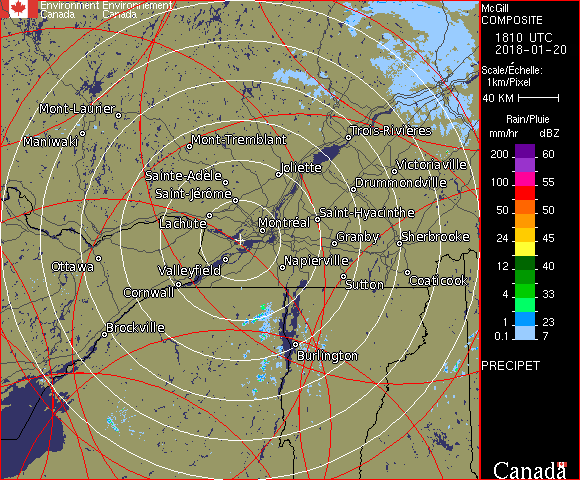 Environment Environnement
Canada Canada
Mont-Laurier
Maniwaki
Mont-Tremblant
Trois-Rivières
Sainte-Adèle
Joliette
Victoriaville
Saint-Jérôme
Drummondville
Lachute
Montréal
Saint-Hyacinthe
Granby
Sherbrooke
Ottawa
Valleyfield
Napierville
Cornwall
Sutton
Coaticook
Brockville
Burlington
McGill
COMPOSITE
1810 UTC
2018-01-20
Scale/Échelle:
1km/Pixel
40 KM
Rain/Pluie
mm/hr dBZ
200 60
150 57
100 55
50 50
24 45
12 40
4 33
1 23
0.1 7
PRECIPET
Canada